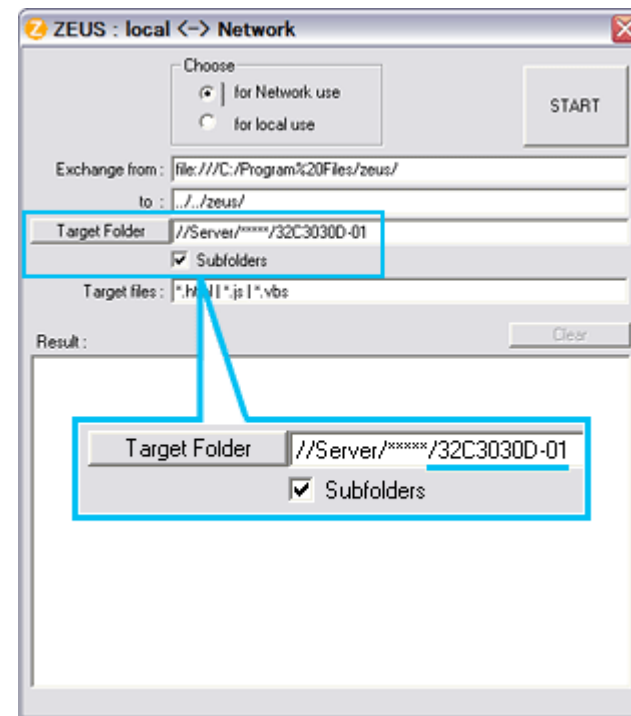 ZEUS : local <-> Network
Choose
for Network use
for local use
START
Exchange from : file:///C:/Program%20Files/zeus/
to : ../../zeus/
Target Folder //Server/*****/32C3030D-01
Subfolders
Target files : *.html | *.js | *.vbs
Result :
Clear
Target Folder //Server/*****/32C3030D-01
Subfolders